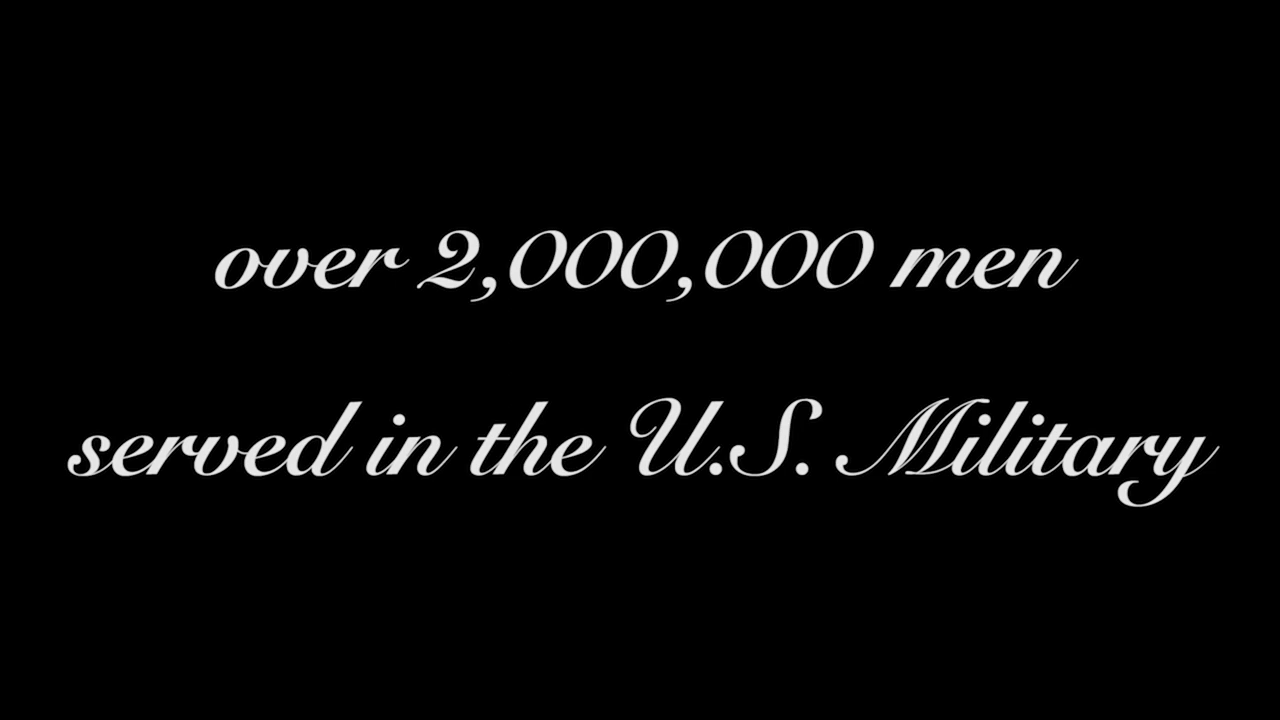 over 2,000,000 men
served in the U.S. Military